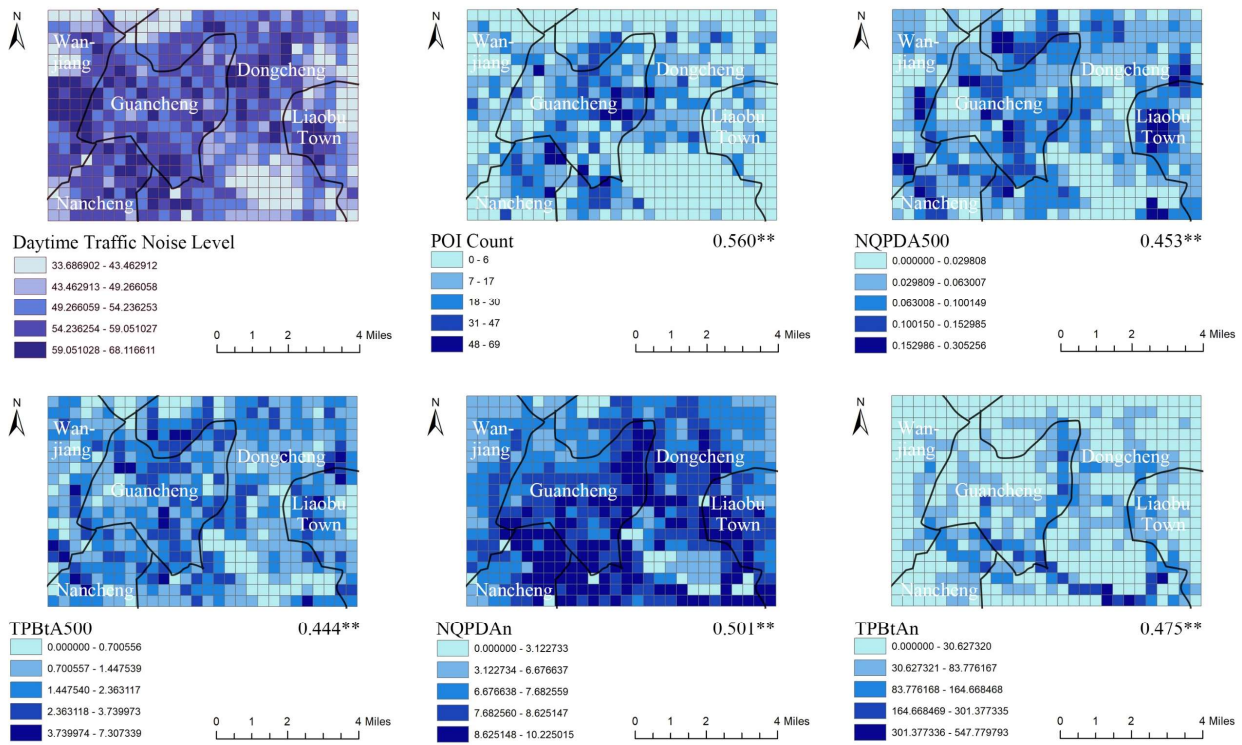 N
Wan-
jiang
Dongcheng
Guancheng
Liaobu
Town
Nancheng
Daytime Traffic Noise Level
33.686902 - 43.462912
43.462913 - 49.266058
49.266059 - 54.236253
54.236254 - 59.051027
59.051028 - 68.116611
0 1 2 4 Miles
N
Wan-
jiang
Dongcheng
Guancheng
Liaobu
Town
Nancheng
POI Count 0.560**
0 - 6
7 - 17
18 - 30
31 - 47
48 - 69
0 1 2 4 Miles
N
Wan-
jiang
Dongcheng
Guancheng
Liaobu
Town
Nancheng
NQPDA500 0.453**
0.000000 - 0.029808
0.029809 - 0.063007
0.063008 - 0.100149
0.100150 - 0.152985
0.152986 - 0.305256
0 1 2 4 Miles
N
Wan-
jiang
Dongcheng
Guancheng
Liaobu
Town
Nancheng
TPBtA500 0.444**
0.000000 - 0.700556
0.700557 - 1.447539
1.447540 - 2.363117
2.363118 - 3.739973
3.739974 - 7.307339
0 1 2 4 Miles
N
Wan-
jiang
Dongcheng
Guancheng
Liaobu
Town
Nancheng
NQPDAn 0.501**
0.000000 - 3.122733
3.122734 - 6.676637
6.676638 - 7.682559
7.682560 - 8.625147
8.625148 - 10.225015
0 1 2 4 Miles
N
Wan-
jiang
Dongcheng
Guancheng
Liaobu
Town
Nancheng
TPBtAn 0.475**
0.000000 - 30.627320
30.627321 - 83.776167
83.776168 - 164.668468
164.668469 - 301.377335
301.377336 - 547.779793
0 1 2 4 Miles